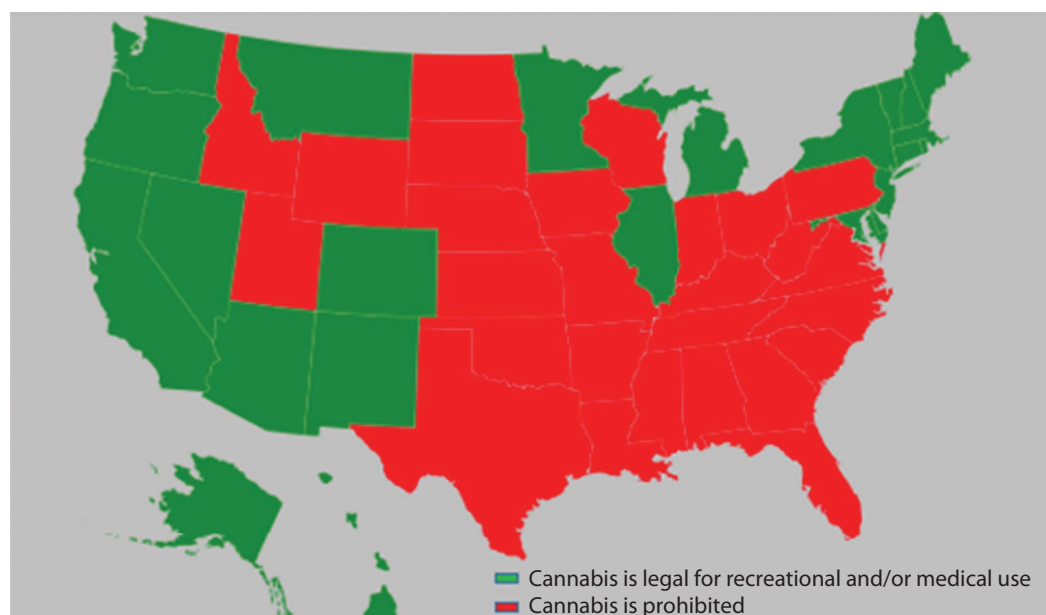 Cannabis is legal for recreational and/or medical use
Cannabis is prohibited